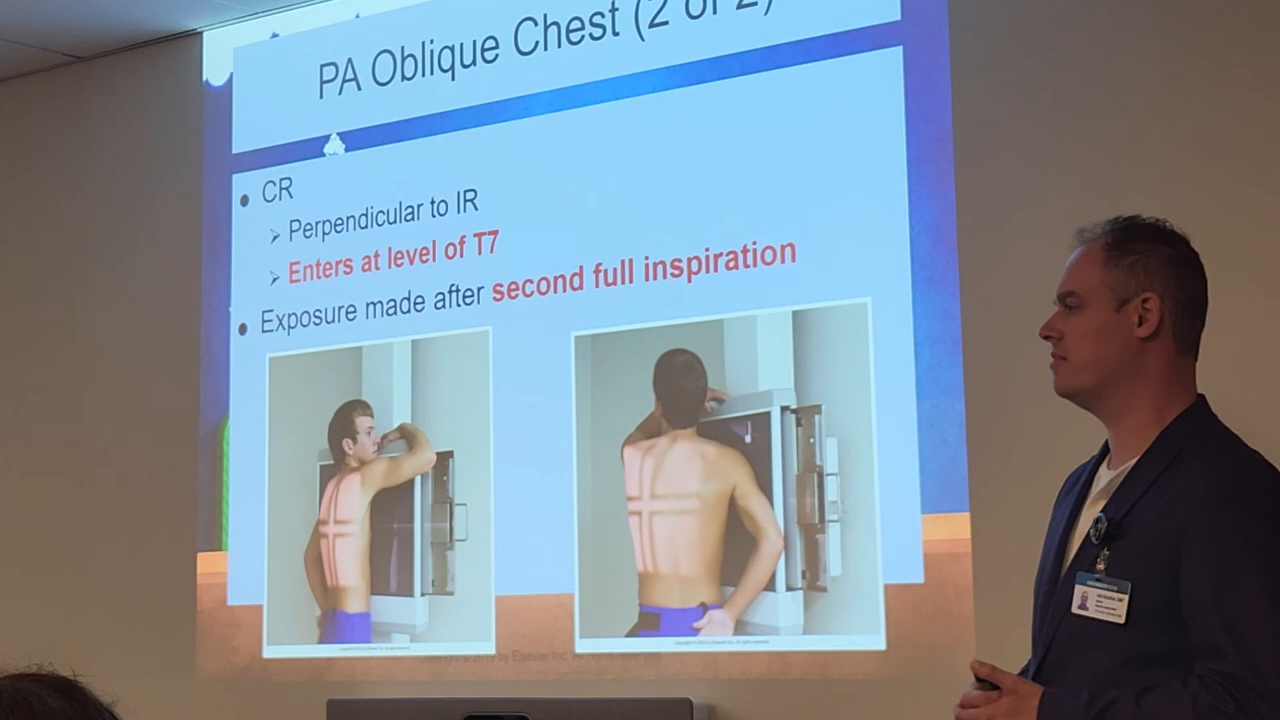 PA Oblique Chest (2 of 2)
• CR
➢ Perpendicular to IR
➢ Enters at level of T7
• Exposure made after second full inspiration